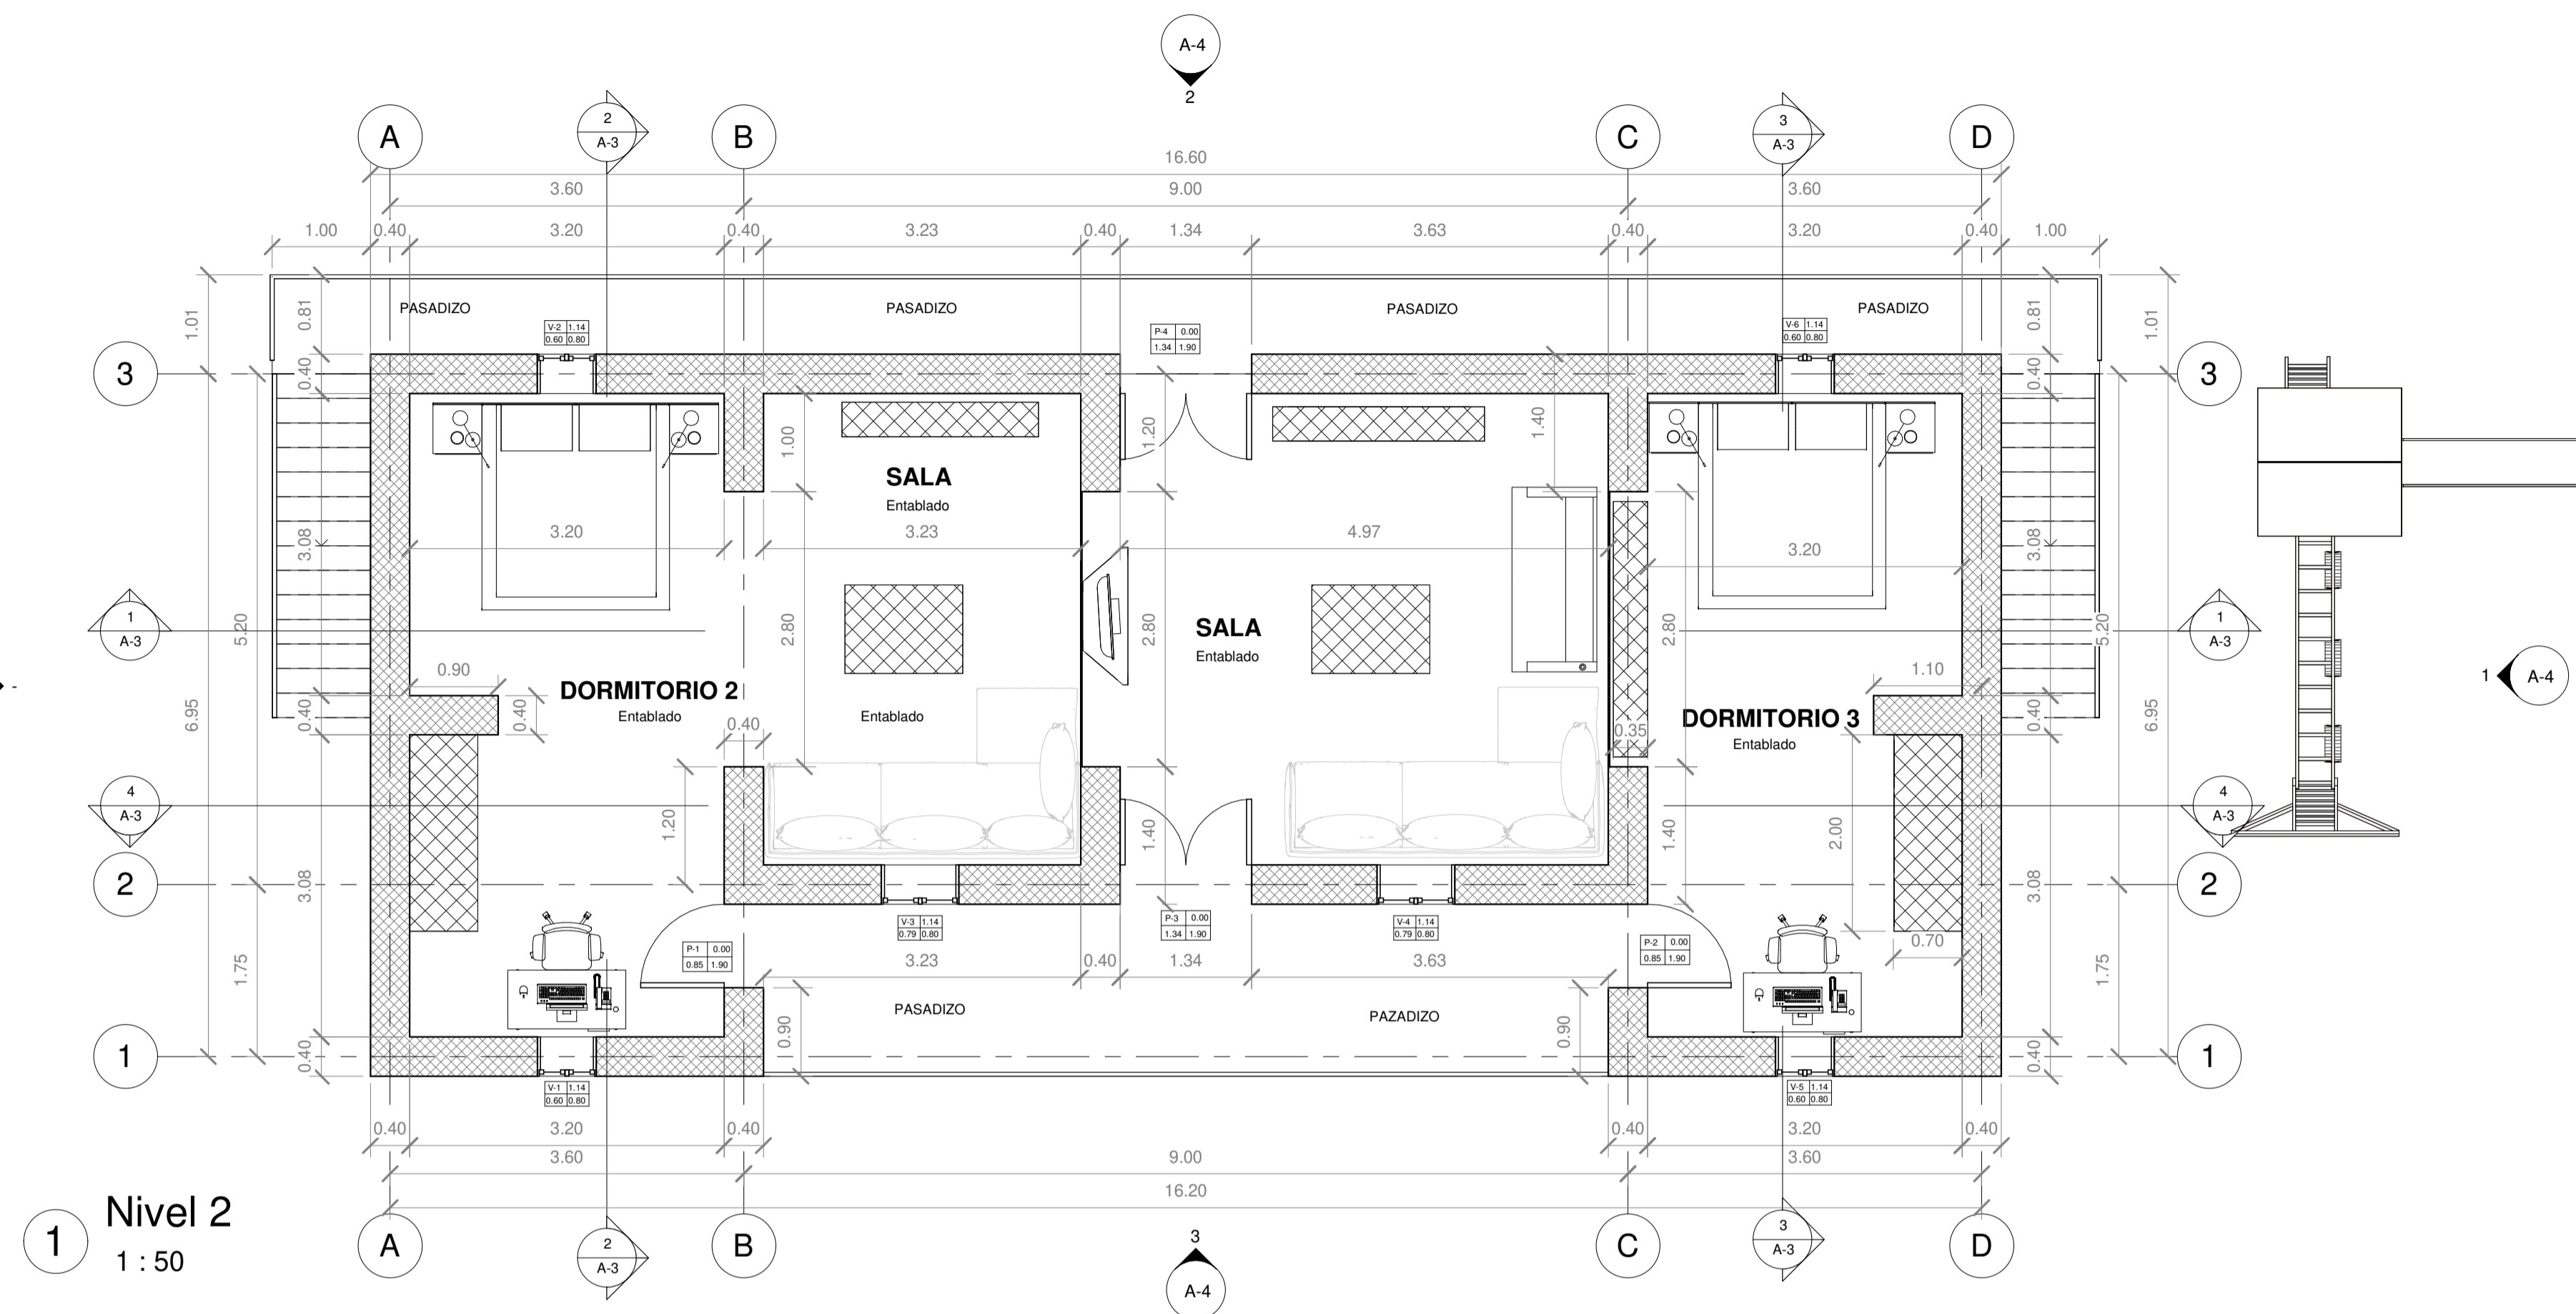 A-4
2
A
2
A-3
B
C
3
A-3
D
16.60
3.60
9.00
3.60
1.00
0.40
3.20
0.40
3.23
0.40
1.34
3.63
0.40
3.20
0.40
1.00
1.01
0.81
PASADIZO
PASADIZO
PASADIZO
PASADIZO
0.81
1.01
V-2 1.14
0.60 0.80
P-4 0.00
1.34 1.90
V-6 1.14
0.60 0.80
3
0.40
0.40
3
1.00
1.20
1.40
SALA
Entablado
3.20
3.23
4.97
3.20
3.08
3.08
5.20
2.80
2.80
2.80
5.20
1
A-3
SALA
Entablado
1
A-3
1
A-4
-
0.90
1.10
DORMITORIO 2
Entablado
Entablado
DORMITORIO 3
Entablado
6.95
0.40
0.40
0.40
0.35
0.40
6.95
4
A-3
1.20
1.40
1.40
2.00
4
A-3
2
3.08
3.08
2
V-3 1.14
0.79 0.80
P-3 0.00
1.34 1.90
V-4 1.14
0.79 0.80
P-1 0.00
0.85 1.90
P-2 0.00
0.85 1.90
0.70
3.23
0.40
1.34
3.63
1.75
1.75
PASADIZO
PAZADIZO
0.90
0.90
1
0.40
0.40
1
V-1 1.14
0.60 0.80
V-5 1.14
0.60 0.80
0.40
3.20
0.40
0.40
3.20
0.40
3.60
9.00
3.60
16.20
1
Nivel 2
1 : 50
A
2
A-3
B
3
A-4
C
3
A-3
D